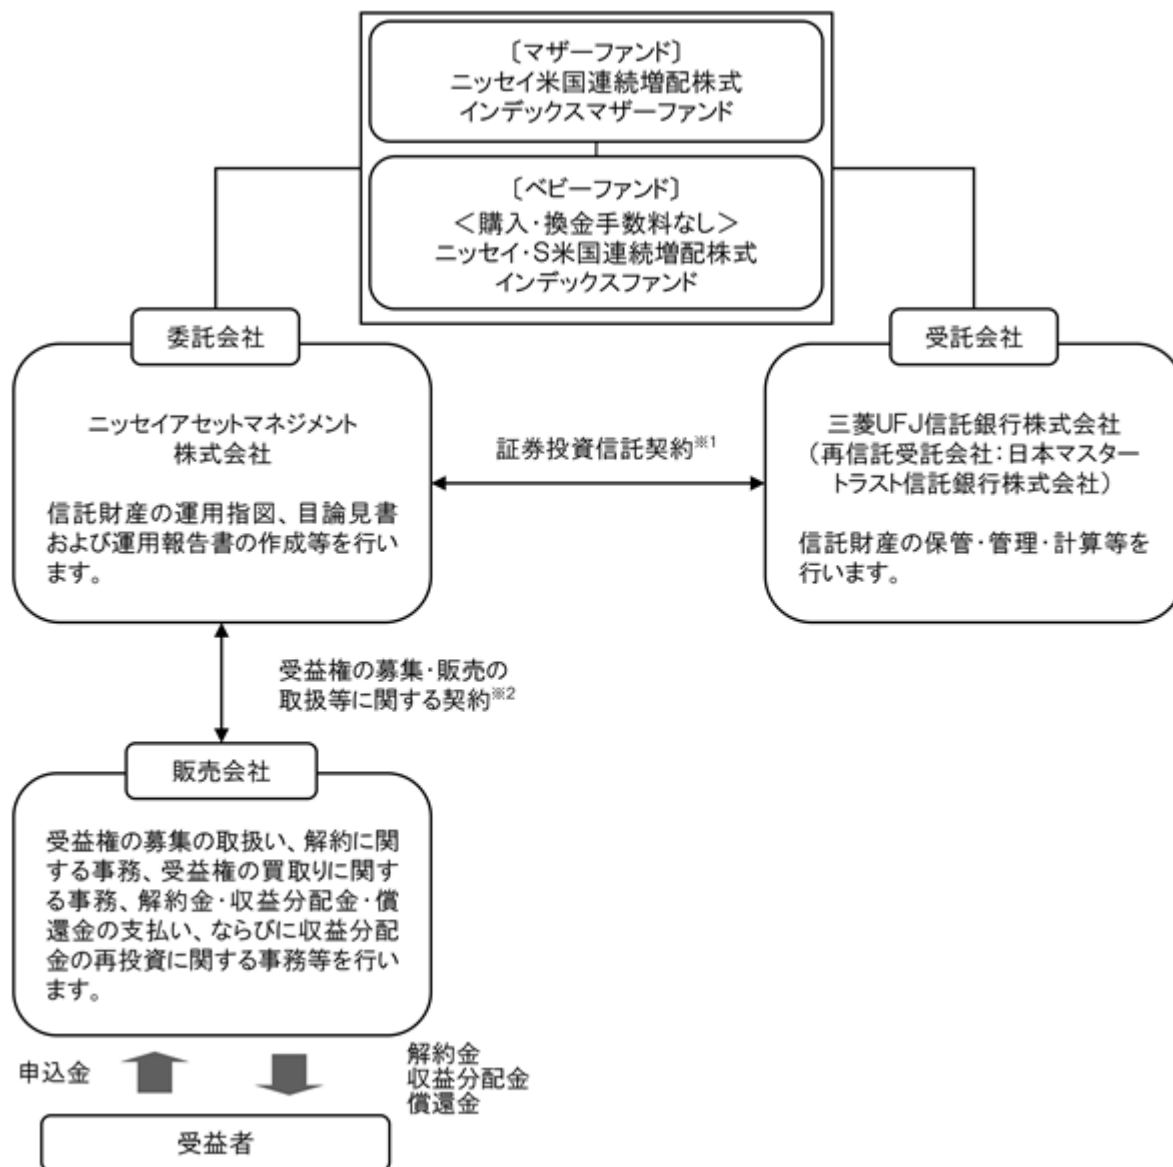 〔マザーファンド〕
ニッセイ米国連続増配株式
インデックスマザーファンド
〔ベビーファンド〕
＜購入・換金手数料なし＞
ニッセイ・S米国連続増配株式
インデックスファンド
委託会社
ニッセイアセットマネジメント
株式会社
信託財産の運用指図、目論見書
および運用報告書の作成等を行い
ます。
証券投資信託契約※1
受託会社
三菱UFJ信託銀行株式会社
（再信託受託会社：日本マスター
トラスト信託銀行株式会社）
信託財産の保管・管理・計算等を
行います。
受益権の募集・販売の
取扱等に関する契約※2
販売会社
受益権の募集の取扱い、解約に関
する事務、受益権の買取りに関す
る事務、解約金・収益分配金・償
還金の支払い、ならびに収益分配
金の再投資に関する事務等を行い
ます。
申込金
解約金
収益分配金
償還金
受益者